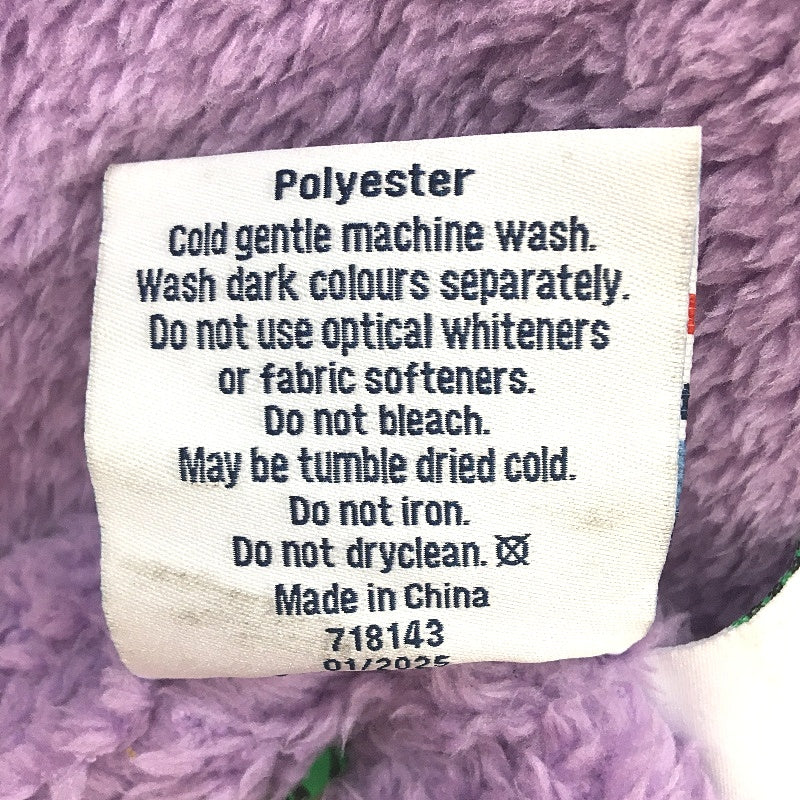 Polyester
Cold gentle machine wash.
Wash dark colours separately.
Do not use optical whiteners
or fabric softeners.
Do not bleach.
May be tumble dried cold.
Do not iron.
Do not dryclean.
Made in China
718143
01/2025